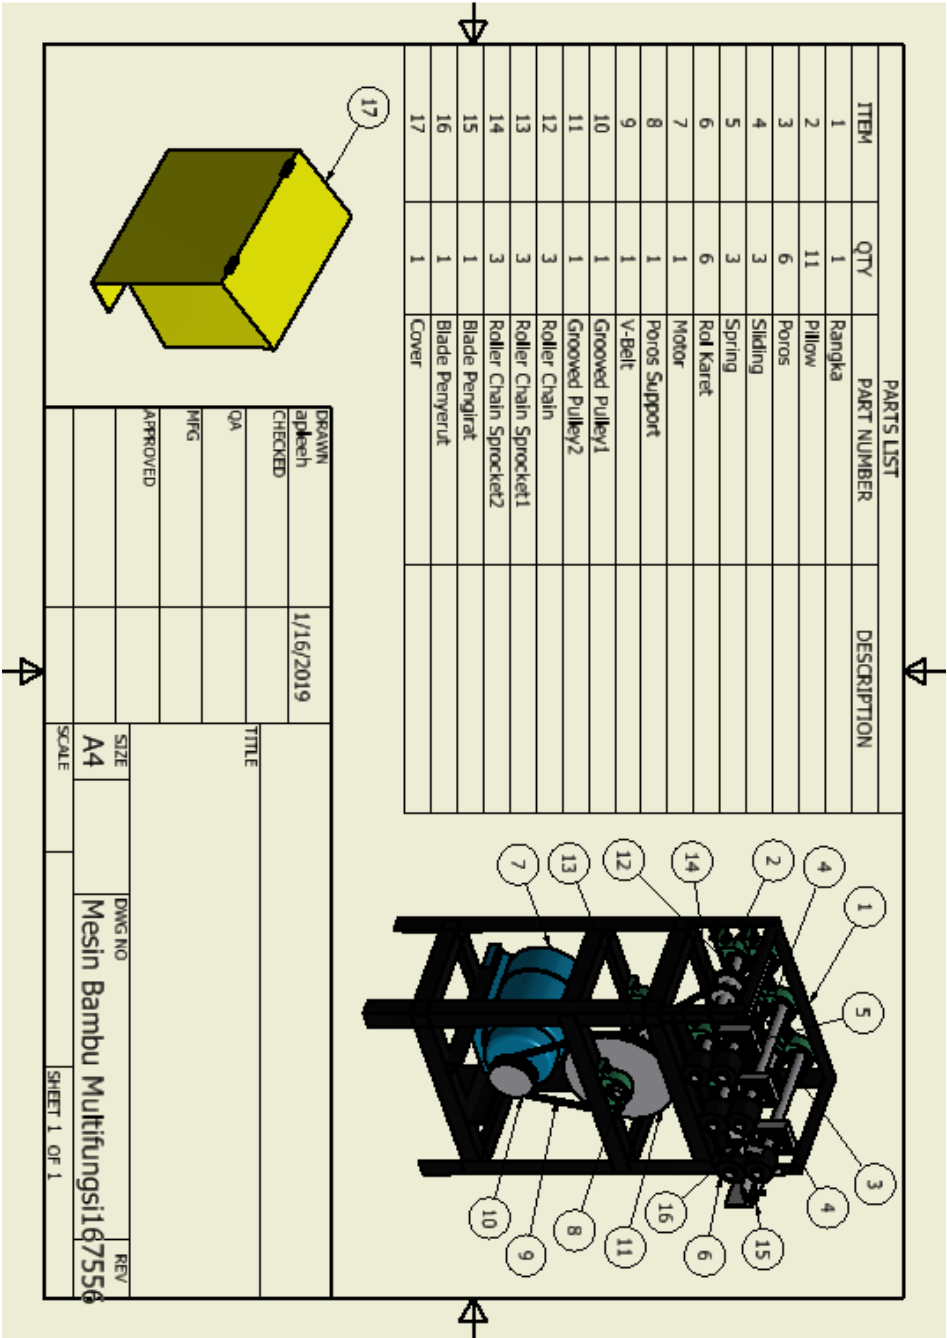 PARTS LIST
ITEM QTY PART NUMBER DESCRIPTION
1 1 Rangka
2 11 Pillow
3 6 Poros
4 3 Sliding
5 3 Spring
6 6 Rol Karet
7 1 Motor
8 1 Poros Support
9 1 V-Belt
10 1 Grooved Pulley1
11 1 Grooved Pulley2
12 3 Roller Chain
13 3 Roller Chain Sprocket1
14 3 Roller Chain Sprocket2
15 1 Blade Pengirat
16 1 Blade Penyerut
17 1 Cover
1
4
2
14
12
13
7
5
3
4
15
6
16
11
8
9
10
17
DRAWN
apleeh
1/16/2019
CHECKED
QA
MFG
APPROVED
TITLE
SIZE
A4
DWG NO
Mesin Bambu Multifungsi167556
REV
SCALE
SHEET 1 OF 1